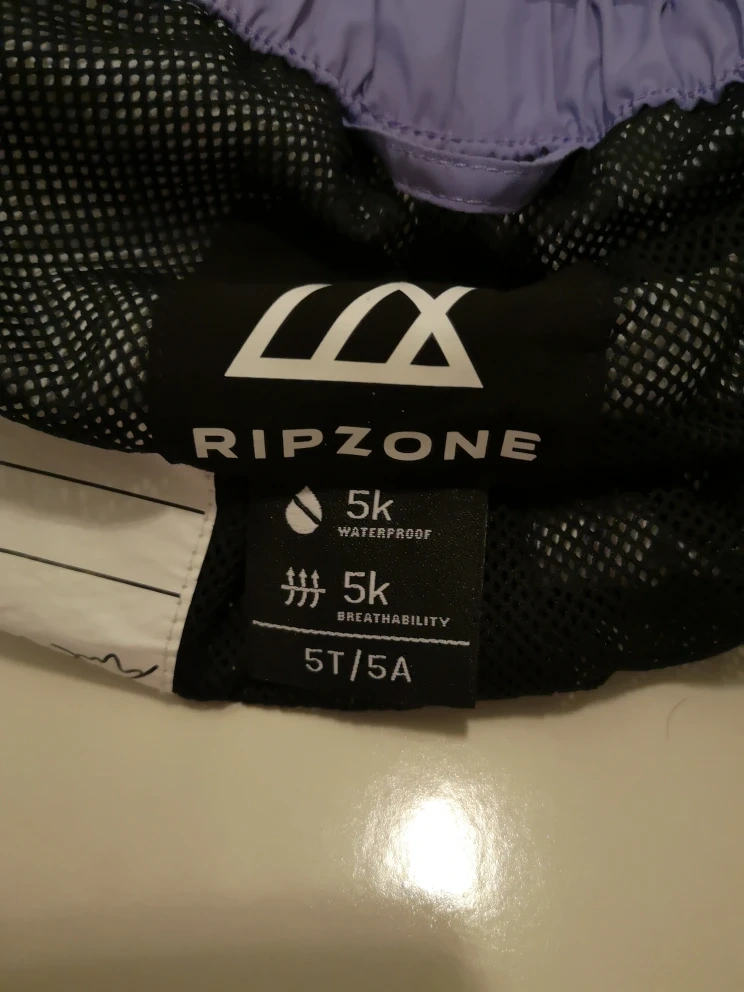 RIPZONE
5k
WATERPROOF
5k
BREATHABILITY
5T/5A